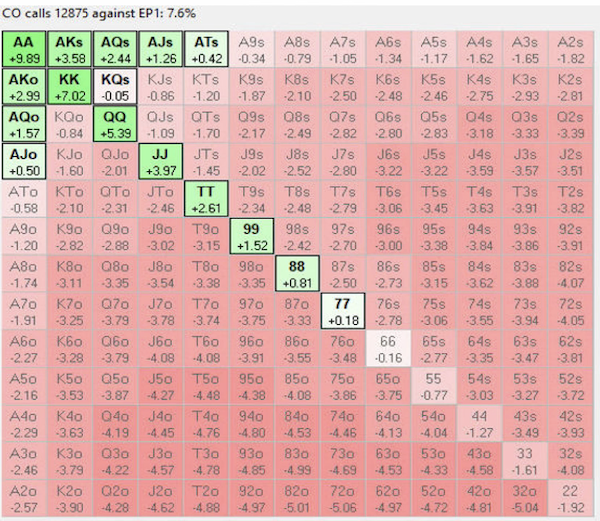 CO calls 12875 against EP1: 7.6%
AA AKs AQs AJs ATs A9s A8s A7s A6s A5s A4s A3s A2s
+9.89 +3.58 +2.44 +1.26 +0.42 -0.34 -0.79 -1.05 -1.34 -1.17 -1.62 -1.65 -1.82
AKo KK KQs KJs KTs K9s K8s K7s K6s K5s K4s K3s K2s
+2.99 +7.02 -0.05 -0.86 -1.20 -1.87 -2.10 -2.50 -2.48 -2.46 -2.75 -2.93 -2.81
AQo KQo QQ QJs QTs Q9s Q8s Q7s Q6s Q5s Q4s Q3s Q2s
+1.57 -0.84 +5.39 -1.09 -1.70 -2.17 -2.49 -2.82 -2.80 -2.83 -3.18 -3.33 -3.39
AJo KJo QJo JJ JTs J9s J8s J7s J6s J5s J4s J3s J2s
+0.50 -1.60 -2.01 +3.97 -1.45 -2.02 -2.52 -2.80 -3.22 -3.22 -3.59 -3.57 -3.51
ATo KTo QTo JTo TT T9s T8s T7s T6s T5s T4s T3s T2s
-0.58 -2.10 -2.31 -2.46 +2.61 -2.34 -2.48 -2.79 -3.06 -3.45 -3.63 -3.91 -3.82
A9o K9o Q9o J9o T9o 99 98s 97s 96s 95s 94s 93s 92s
-1.20 -2.82 -2.88 -3.02 -3.15 +1.52 -2.42 -2.70 -3.00 -3.38 -3.84 -3.86 -3.91
A8o K8o Q8o J8o T8o 98o 88 87s 86s 85s 84s 83s 82s
-1.74 -3.11 -3.35 -3.54 -3.38 -3.35 +0.81 -2.50 -2.73 -3.15 -3.62 -3.88 -4.07
A7o K7o Q7o J7o T7o 97o 87o 77 76s 75s 74s 73s 72s
-1.91 -3.25 -3.79 -3.78 -3.74 -3.75 -3.33 +0.18 -2.78 -3.06 -3.55 -3.94 -4.05
A6o K6o Q6o J6o T6o 96o 86o 76o 66 65s 64s 63s 62s
-2.27 -3.28 -3.79 -4.08 -4.08 -3.91 -3.55 -3.48 -0.16 -2.77 -3.35 -3.47 -3.81
A5o K5o Q5o J5o T5o 95o 85o 75o 65o 55 54s 53s 52s
-2.16 -3.53 -3.87 -4.27 -4.48 -4.38 -4.08 -3.86 -3.75 -0.77 -3.03 -3.27 -3.72
A4o K4o Q4o J4o T4o 94o 84o 74o 64o 54o 44 43s 42s
-2.29 -3.63 -4.19 -4.45 -4.76 -4.80 -4.53 -4.46 -4.13 -4.04 -1.27 -3.49 -3.93
A3o K3o Q3o J3o T3o 93o 83o 73o 63o 53o 43o 33 32s
-2.46 -3.79 -4.22 -4.57 -4.78 -4.85 -4.99 -4.69 -4.53 -4.33 -4.58 -1.61 -4.08
A2o K2o Q2o J2o T2o 92o 82o 72o 62o 52o 42o 32o 22
-2.57 -3.90 -4.28 -4.62 -4.88 -4.97 -5.01 -5.06 -4.97 -4.72 -4.81 -5.04 -1.92